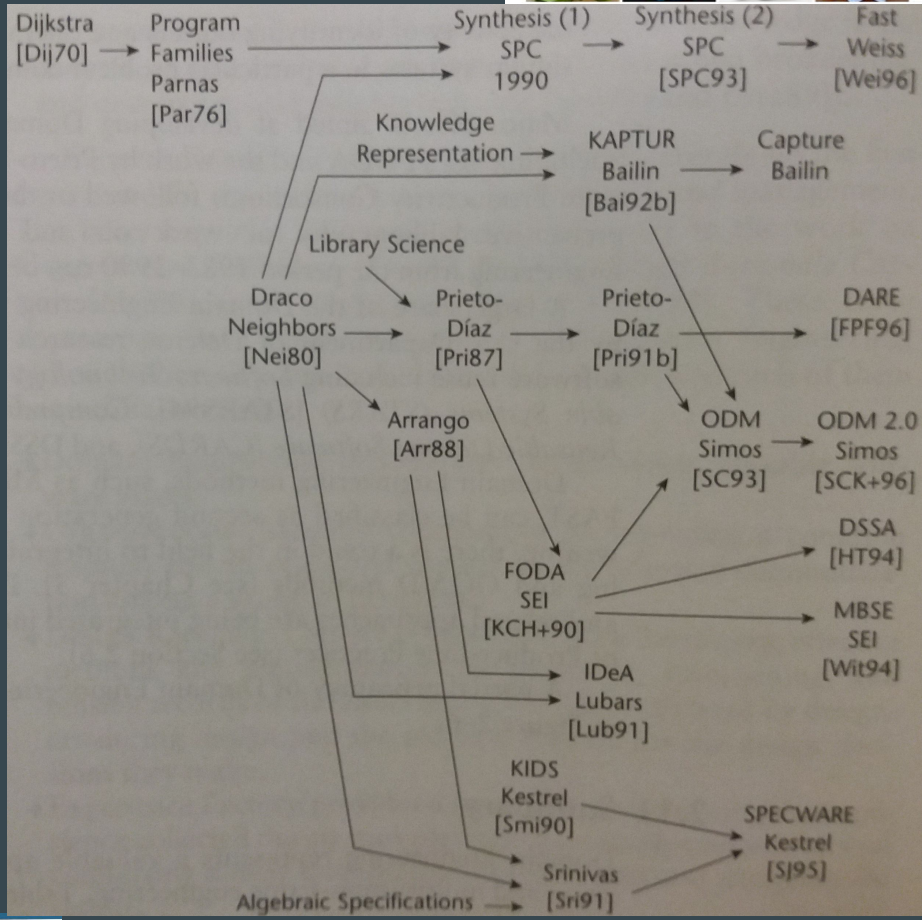 Dijkstra
[Dij70]
Program
Families
Parnas
[Par76]
Synthesis (1)
SPC
1990
Synthesis (2)
SPC
[SPC93]
Fast
Weiss
[Wei96]
Knowledge
Representation
KAPTUR
Bailin
[Bai92b]
Capture
Bailin
Library Science
Draco
Neighbors
[Nei80]
Prieto-
Díaz
[Pri87]
Prieto-
Díaz
[Pri91b]
DARE
[FPF96]
Arrango
[Arr88]
ODM
Simos
[SC93]
ODM 2.0
Simos
[SCK+96]
FODA
SEI
[KCH+90]
DSSA
[HT94]
MBSE
SEI
[Wit94]
IDeA
Lubars
[Lub91]
KIDS
Kestrel
[Smi90]
SPECWARE
Kestrel
[SJ95]
Srinivas
[Sri91]
Algebraic Specifications